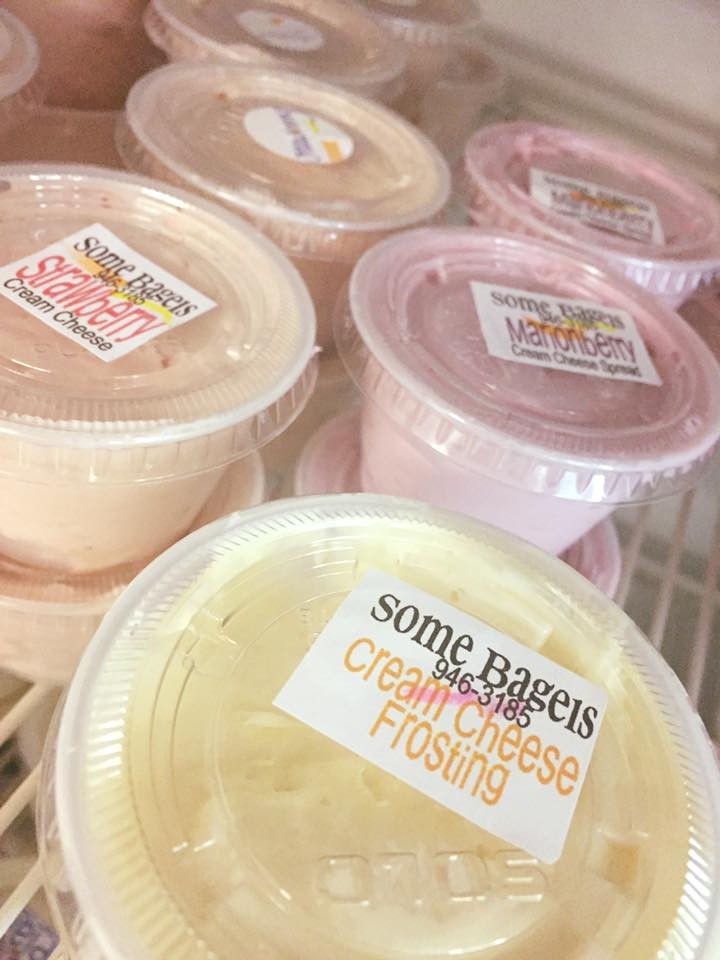 some Bagels
946-3185
Strawberry
Cream Cheese
some Bagels
946-3185
Marionberry
Cream Cheese Spread
some Bagels
946-3185
Cream Cheese
Frosting
SOLO